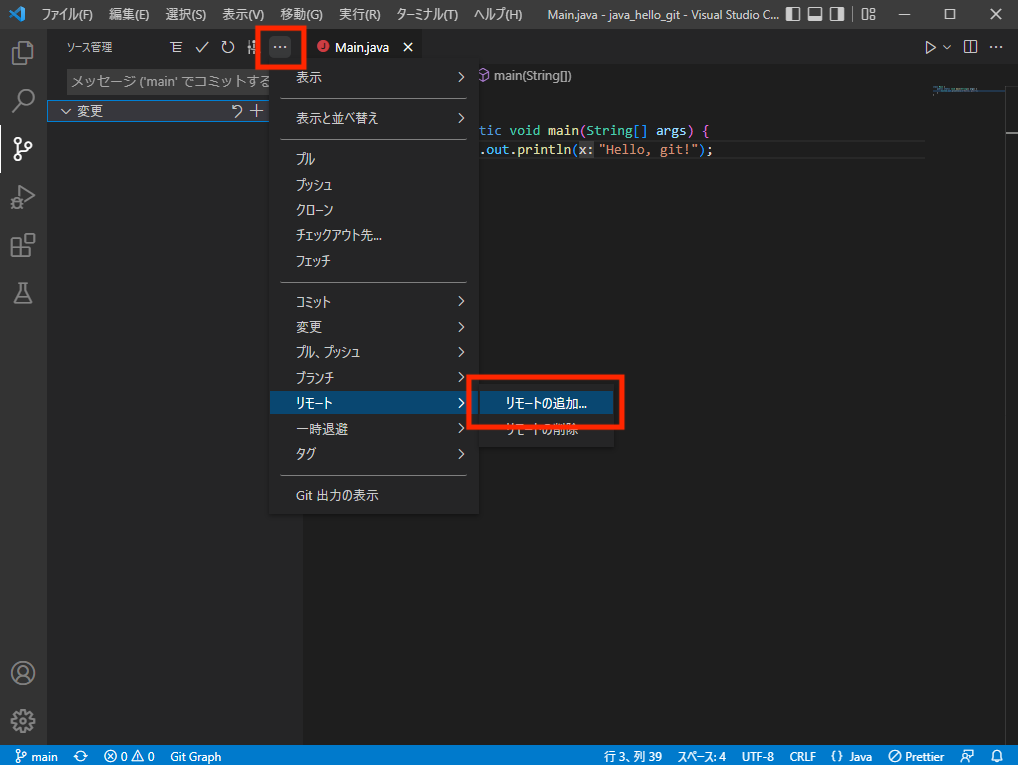 ファイル(F) 編集(E) 選択(S) 表示(V) 移動(G) 実行(R) ターミナル(T) ヘルプ(H) Main.java - java_hello_git - Visual Studio C...
ソース管理
Main.java
メッセージ ('main' でコミットする
変更
表示
表示と並べ替え
プル
プッシュ
クローン
チェックアウト先...
フェッチ
コミット
変更
プル、プッシュ
ブランチ
リモート
一時退避
タグ
Git 出力の表示
リモートの追加...
リモートの削除
main(String[])
tic void main(String[] args) {
.out.println(x: "Hello, git!");
main 0 0 Git Graph 行 3、列 39 スペース: 4 UTF-8 CRLF {} Java Prettier